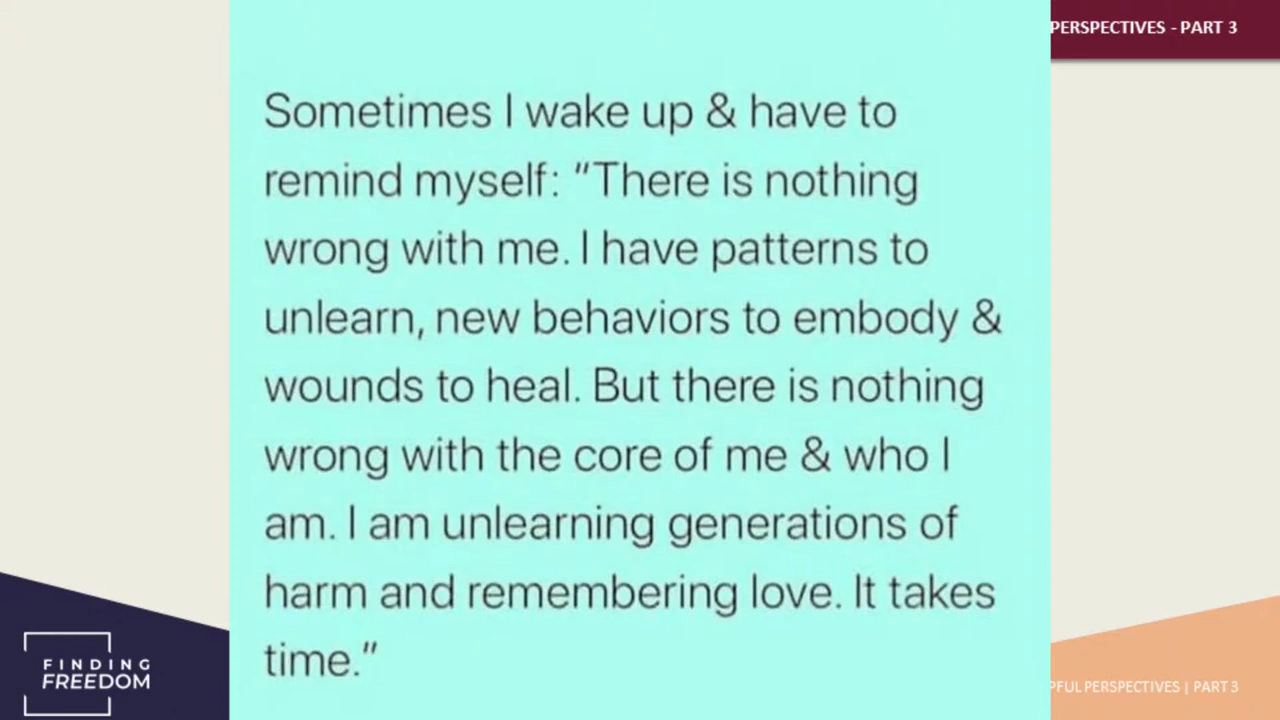 PERSPECTIVES - PART 3
Sometimes I wake up & have to
remind myself: "There is nothing
wrong with me. I have patterns to
unlearn, new behaviors to embody &
wounds to heal. But there is nothing
wrong with the core of me & who I
am. I am unlearning generations of
harm and remembering love. It takes
time."
FINDING
FREEDOM
PFUL PERSPECTIVES | PART 3